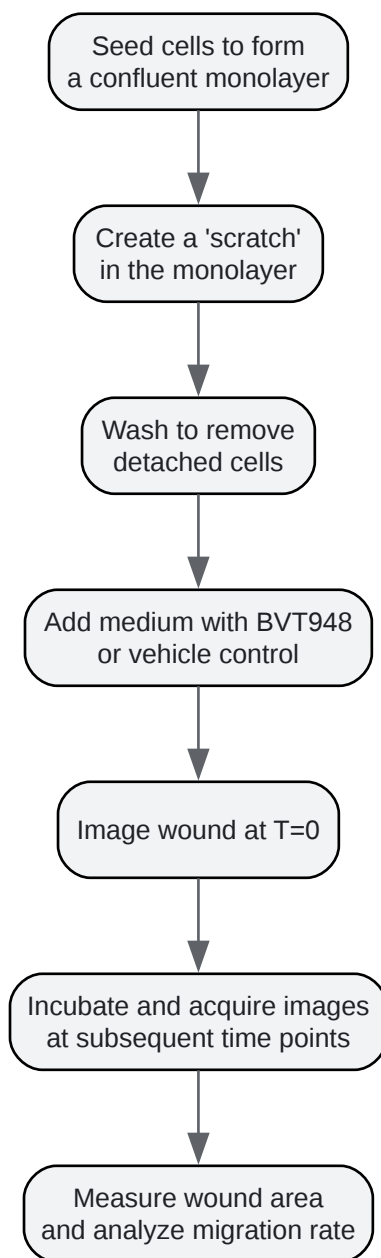 Seed cells to form
a confluent monolayer
Create a 'scratch'
in the monolayer
Wash to remove
detached cells
Add medium with BVT948
or vehicle control
Image wound at T=0
Incubate and acquire images
at subsequent time points
Measure wound area
and analyze migration rate